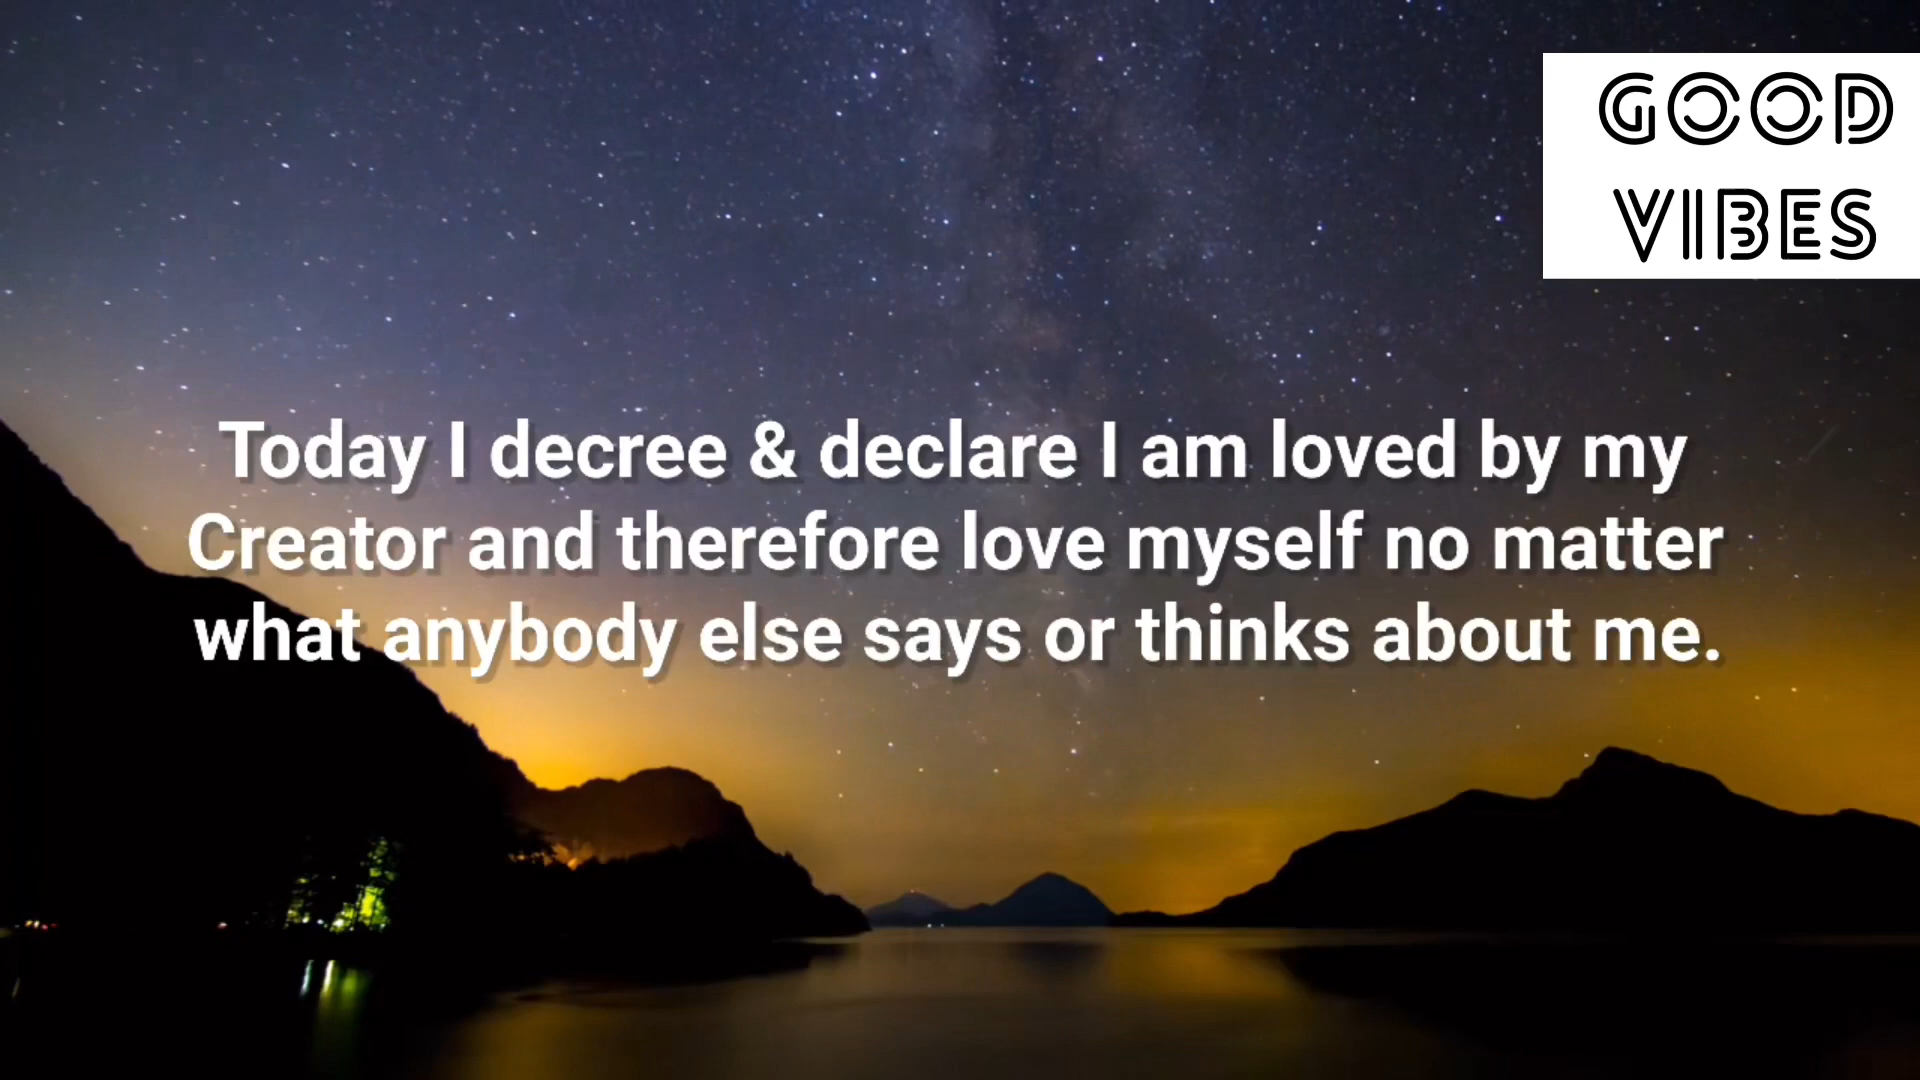 GOOD
VIBES
Today I decree & declare I am loved by my
Creator and therefore love myself no matter
what anybody else says or thinks about me.